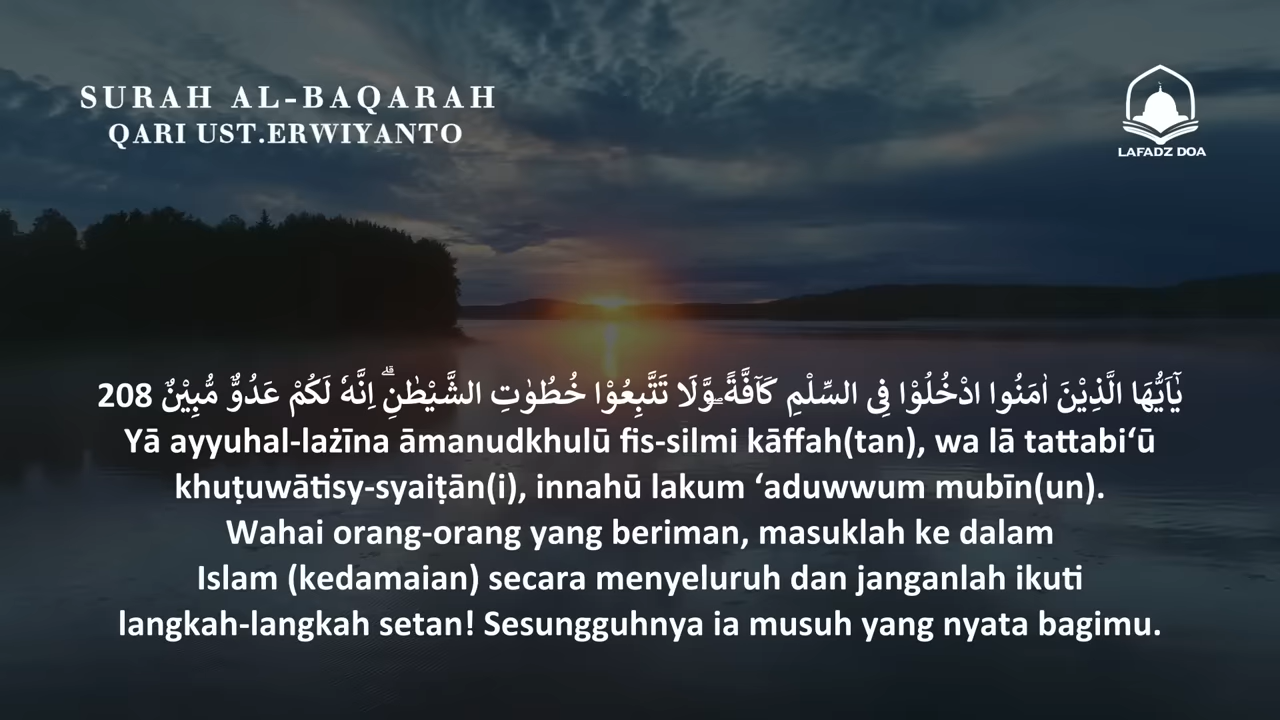 SURAH AL-BAQARAH
QARI UST.ERWIYANTO
LAFADZ DOA
يٰٓاَيُّهَا الَّذِيْنَ اٰمَنُوا ادْخُلُوْا فِى السِّلْمِ كَاۤفَّةً ۖوَّلَا تَتَّبِعُوْا خُطُوٰتِ الشَّيْطٰنِۗ اِنَّهٗ لَكُمْ عَدُوٌّ مُّبِيْنٌ 208
Yā ayyuhal-lażīna āmanudkhulū fis-silmi kāffah(tan), wa lā tattabi‘ū
khuṭuwātisy-syaiṭān(i), innahū lakum ‘aduwwum mubīn(un).
Wahai orang-orang yang beriman, masuklah ke dalam
Islam (kedamaian) secara menyeluruh dan janganlah ikuti
langkah-langkah setan! Sesungguhnya ia musuh yang nyata bagimu.